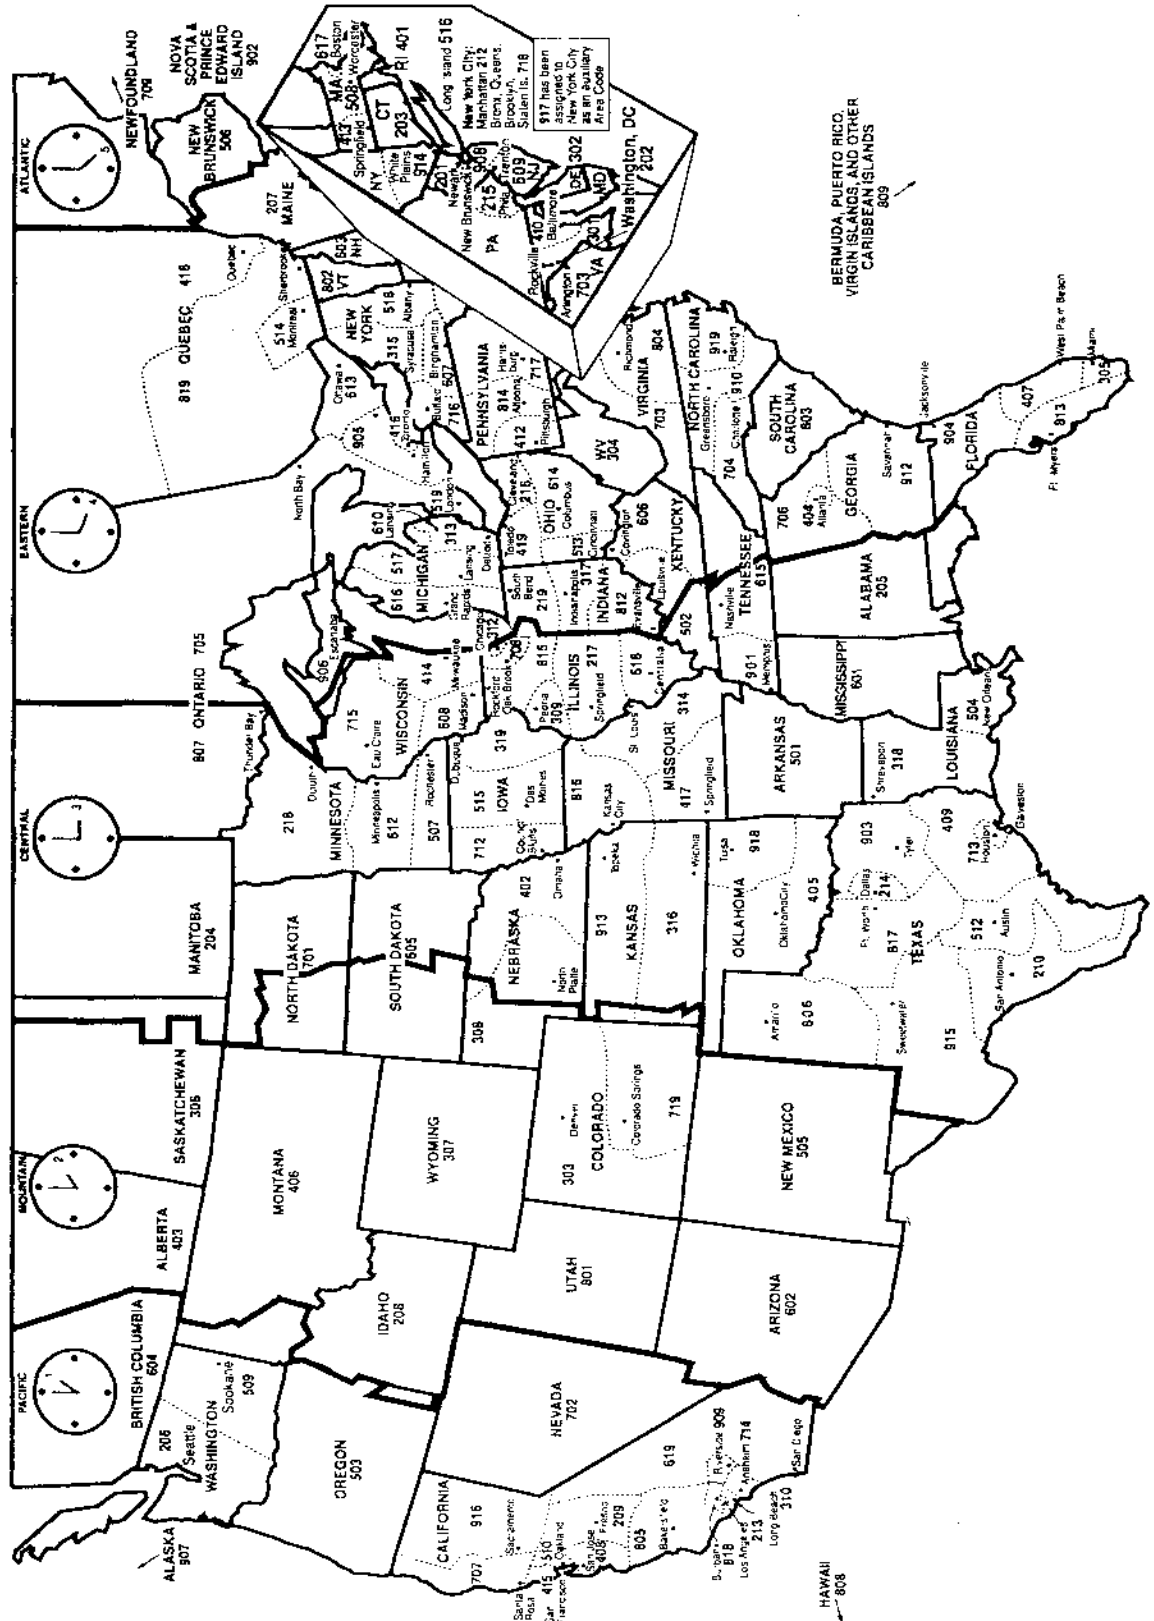 PACIFIC
MOUNTAIN
2
CENTRAL
3
EASTERN
4
ATLANTIC
5
ALASKA
907
BRITISH COLUMBIA
604
ALBERTA
403
SASKATCHEWAN
306
MANITOBA
204
807 ONTARIO 705
Thunder Bay
North Bay
819 QUEBEC 418
Quebec
Sherbrooke
514
Montreal
Ottawa
613
905
416
Toronto
Hamilton
519
London
NEWFOUNDLAND
709
NOVA
SCOTIA &
PRINCE
EDWARD
ISLAND
902
NEW
BRUNSWICK
506
207
MAINE
603
NH
802
VT
NEW
YORK
518
Albany
315
Syracuse
Binghamton
607
Buffalo
716
PENNSYLVANIA
814
Altoona
Harris-
burg
717
412
Pittsburgh
206
Seattle
WASHINGTON
Spokane
509
OREGON
503
IDAHO
208
MONTANA
406
WYOMING
307
NORTH DAKOTA
701
SOUTH DAKOTA
605
218
Duluth
MINNESOTA
Minneapolis
612
Rochester
507
715
Eau Claire
WISCONSIN
414
Milwaukee
608
Madison
906
Escanaba
616
517
MICHIGAN
Grand
Rapids
Lansing
313
Detroit
610
Lansing
CALIFORNIA
916
Sacramento
707
Santa
Rosa
415
San
Francisco
510
Oakland
San Jose
408
Fresno
209
805
Bakersfield
619
Burbank
818
Los Angeles
213
Long Beach
310
Riverside 909
Anaheim 714
San Diego
NEVADA
702
UTAH
801
ARIZONA
602
303
Denver
COLORADO
Colorado Springs
719
NEW MEXICO
505
308
NEBRASKA
402
Omaha
North
Platte
712
Council
Bluffs
515
IOWA
Des
Moines
319
Dubuque
913
Topeka
KANSAS
316
Wichita
816
Kansas
City
MISSOURI
St. Louis
314
417
Springfield
Rockford
Oak Brook
Chicago
312
708
815
Peoria
309
ILLINOIS
217
Springfield
618
Centralia
South
Bend
219
Indianapolis
317
INDIANA
812
Evansville
Toledo
419
Cleveland
216
OHIO
614
Columbus
513
Cincinnati
Covington
606
Louisville
KENTUCKY
502
WV
304
VIRGINIA
804
Richmond
703
NORTH CAROLINA
919
Raleigh
Greensboro
910
Charlotte
704
SOUTH
CAROLINA
803
TENNESSEE
615
Nashville
901
Memphis
OKLAHOMA
Tulsa
918
Oklahoma City
405
ARKANSAS
501
MISSISSIPPI
601
ALABAMA
205
706
404
Atlanta
GEORGIA
Savannah
912
Jacksonville
904
FLORIDA
407
West Palm Beach
813
Ft. Myers
Miami
305
Shreveport
318
LOUISIANA
504
New Orleans
Amarillo
806
Sweetwater
915
Ft. Worth
817
TEXAS
Dallas
214
903
Tyler
409
713
Houston
Galveston
512
Austin
San Antonio
210
HAWAII
808
BERMUDA, PUERTO RICO,
VIRGIN ISLANDS, AND OTHER
CARIBBEAN ISLANDS
809
617
Boston
MA
508
Worcester
413
Springfield
CT
203
RI 401
NY
White
Plains
914
Long Island 516
New York City:
Manhattan 212
Bronx, Queens,
Brooklyn,
Staten Is. 718
917 has been
assigned to
New York City
as an auxiliary
Area Code
201
Newark
New Brunswick
908
215
Phila.
Trenton
609
NJ
PA
Rockville
410
Baltimore
DE 302
MD
301
Arlington
703
VA
Washington, DC
202